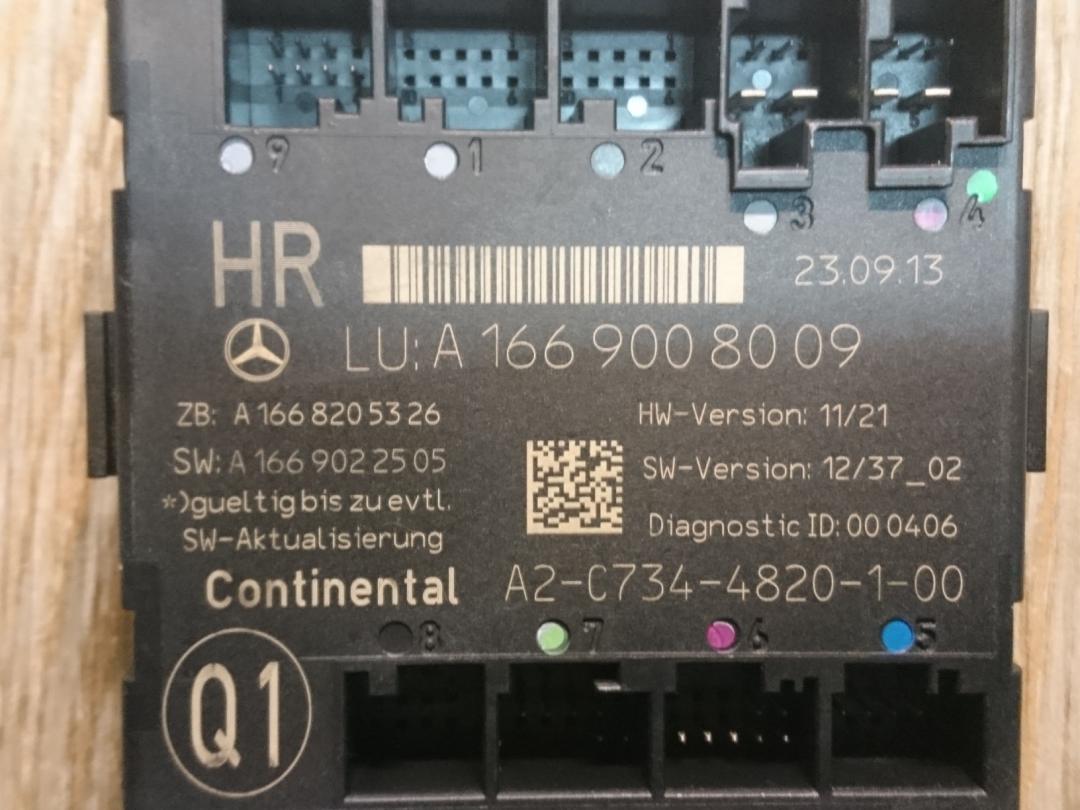 9 1 2
3 4
HR
23.09.13
LU: A 166 900 80 09
ZB: A 166 820 53 26
HW-Version: 11/21
SW: A 166 902 25 05
SW-Version: 12/37_02
*)gueltig bis zu evtl.
SW-Aktualisierung
Diagnostic ID: 000406
Continental
A2-C734-4820-1-00
8 7 6 5
Q1